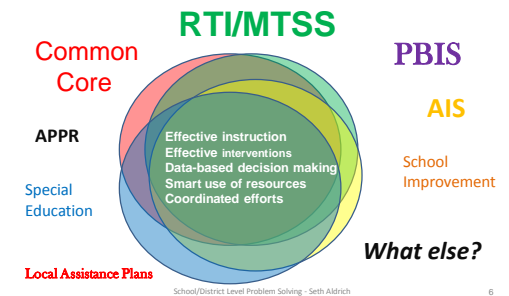 RTI/MTSS
Common
Core
PBIS
AIS
APPR
Effective instruction
Effective interventions
Data-based decision making
Smart use of resources
Coordinated efforts
School
Improvement
Special
Education
What else?
Local Assistance Plans
School/District Level Problem Solving - Seth Aldrich
6